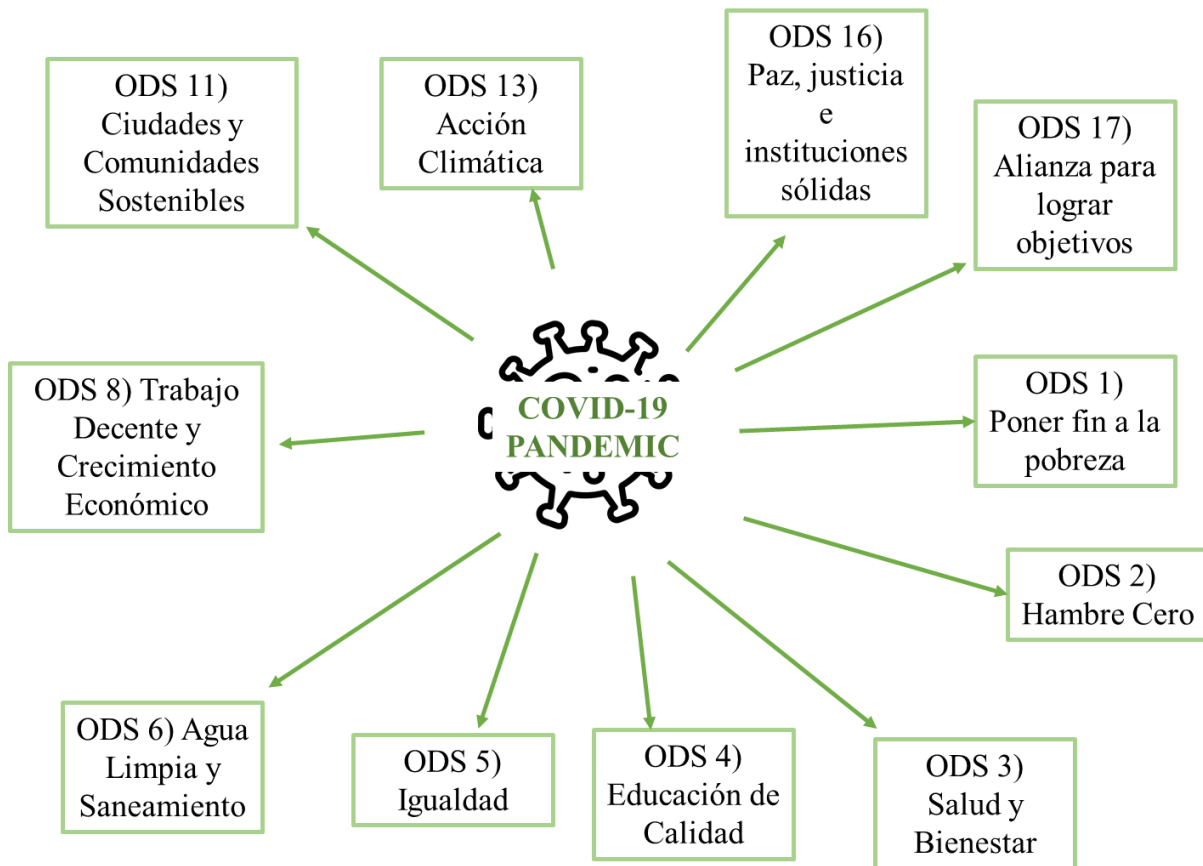 ODS 11)
Ciudades y
Comunidades
Sostenibles
ODS 13)
Acción
Climática
ODS 16)
Paz, justicia
e
instituciones
sólidas
ODS 17)
Alianza para
lograr
objetivos
ODS 8) Trabajo
Decente y
Crecimiento
Económico
COVID-19
PANDEMIC
ODS 1)
Poner fin a la
pobreza
ODS 2)
Hambre Cero
ODS 6) Agua
Limpia y
Saneamiento
ODS 5)
Igualdad
ODS 4)
Educación de
Calidad
ODS 3)
Salud y
Bienestar